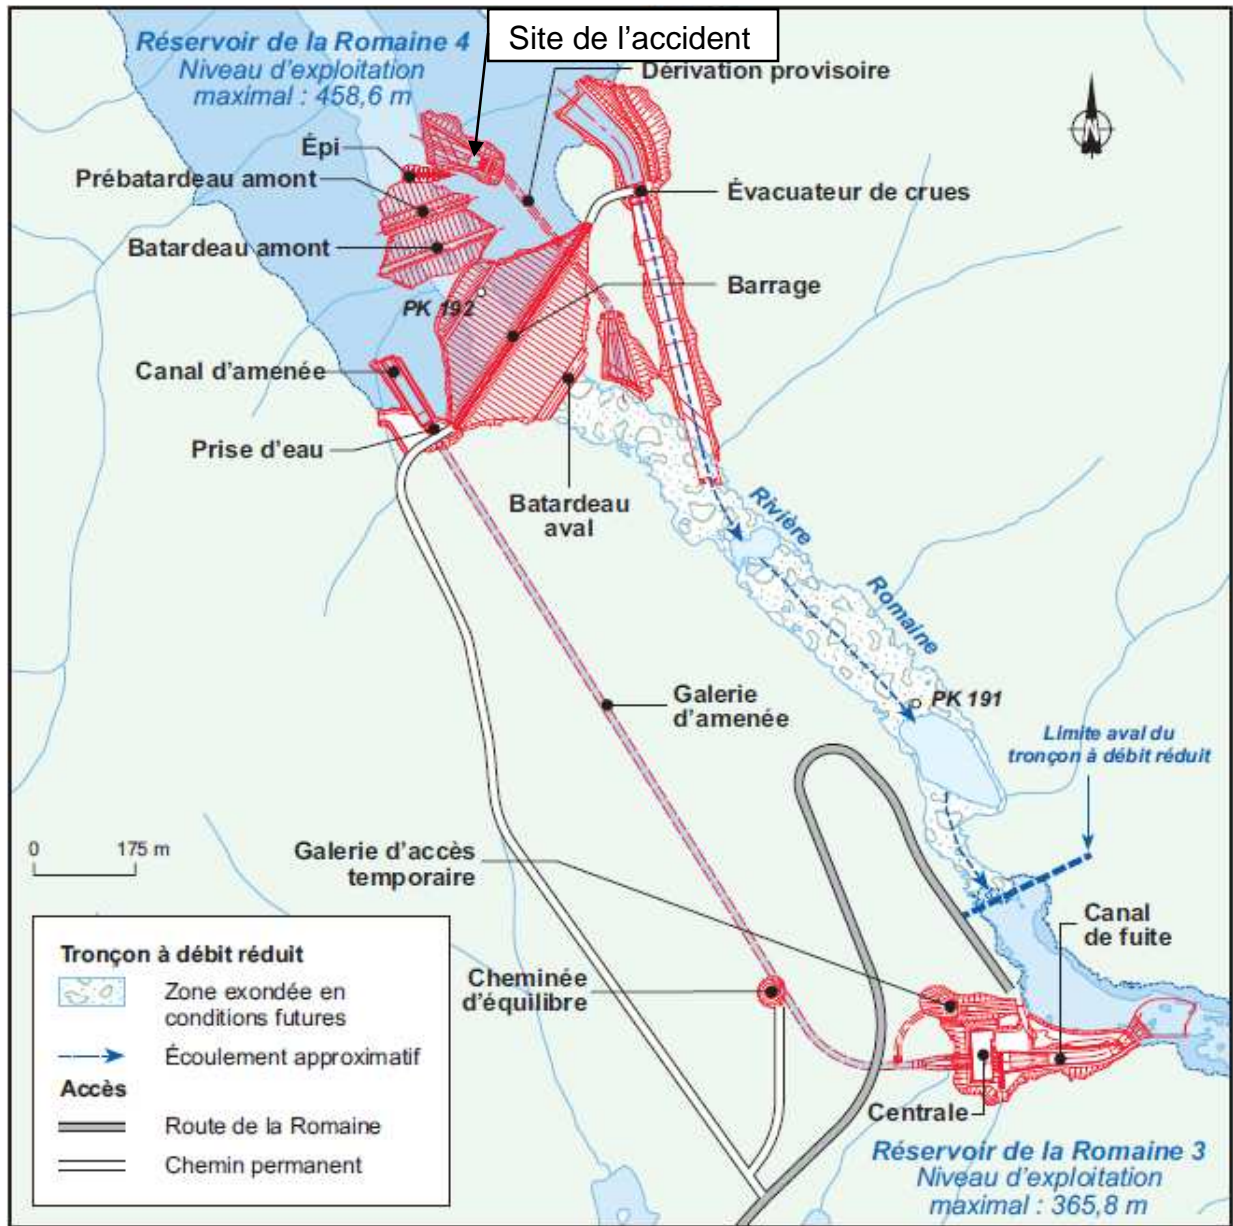 Réservoir de la Romaine 4
Niveau d'exploitation
maximal : 458,6 m
Site de l'accident
Dérivation provisoire
N
Épi
Prébatardeau amont
Évacuateur de crues
Batardeau amont
Barrage
PK 192
Canal d'amenée
Prise d'eau
Batardeau
aval
Rivière
Romaine
Galerie
d'amenée
PK 191
Limite aval du
tronçon à débit réduit
0 175 m
Galerie d'accès
temporaire
Canal
de fuite
Cheminée
d'équilibre
Centrale
Réservoir de la Romaine 3
Niveau d'exploitation
maximal : 365,8 m
Tronçon à débit réduit
Zone exondée en
conditions futures
Écoulement approximatif
Accès
Route de la Romaine
Chemin permanent